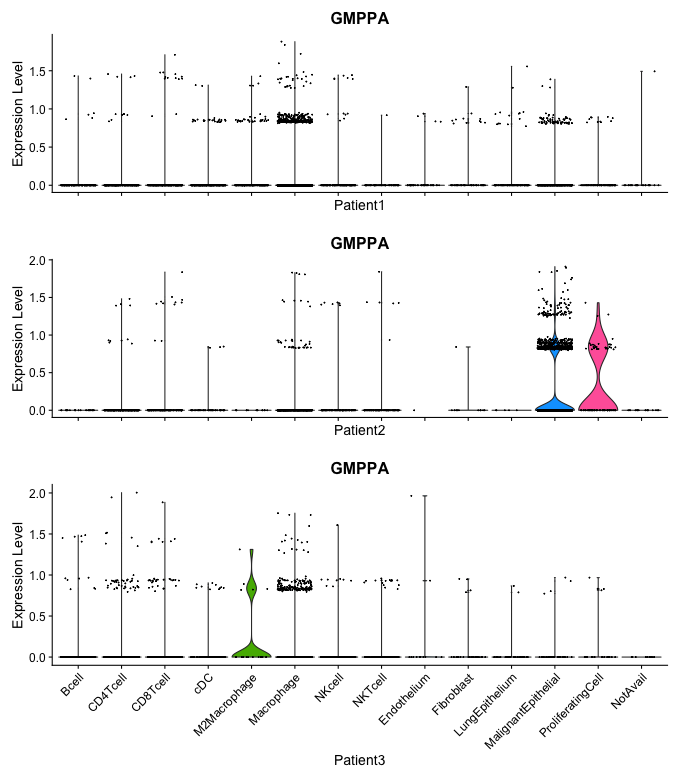 GMPPA
Expression Level
1.5
1.0
0.5
0.0
Patient1
GMPPA
Expression Level
2.0
1.5
1.0
0.5
0.0
Patient2
GMPPA
Expression Level
2.0
1.5
1.0
0.5
0.0
Bcell
CD4Tcell
CD8Tcell
cDC
M2Macrophage
Macrophage
NKcell
NKTcell
Endothelium
Fibroblast
LungEpithelium
MalignantEpithelial
ProliferatingCell
NotAvail
Patient3